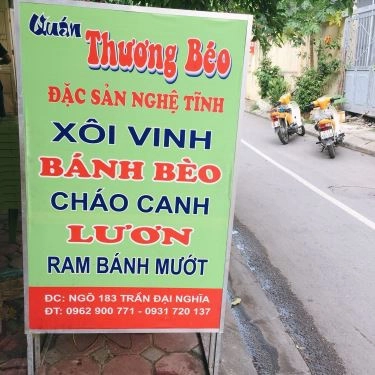 Quán
Thương Béo
ĐẶC SẢN NGHỆ TĨNH
XÔI VINH
BÁNH BÈO
CHÁO CANH
LƯƠN
RAM BÁNH MƯỚT
ĐC: NGÕ 183 TRẦN ĐẠI NGHĨA
ĐT: 0962 900 771 - 0931 720 137